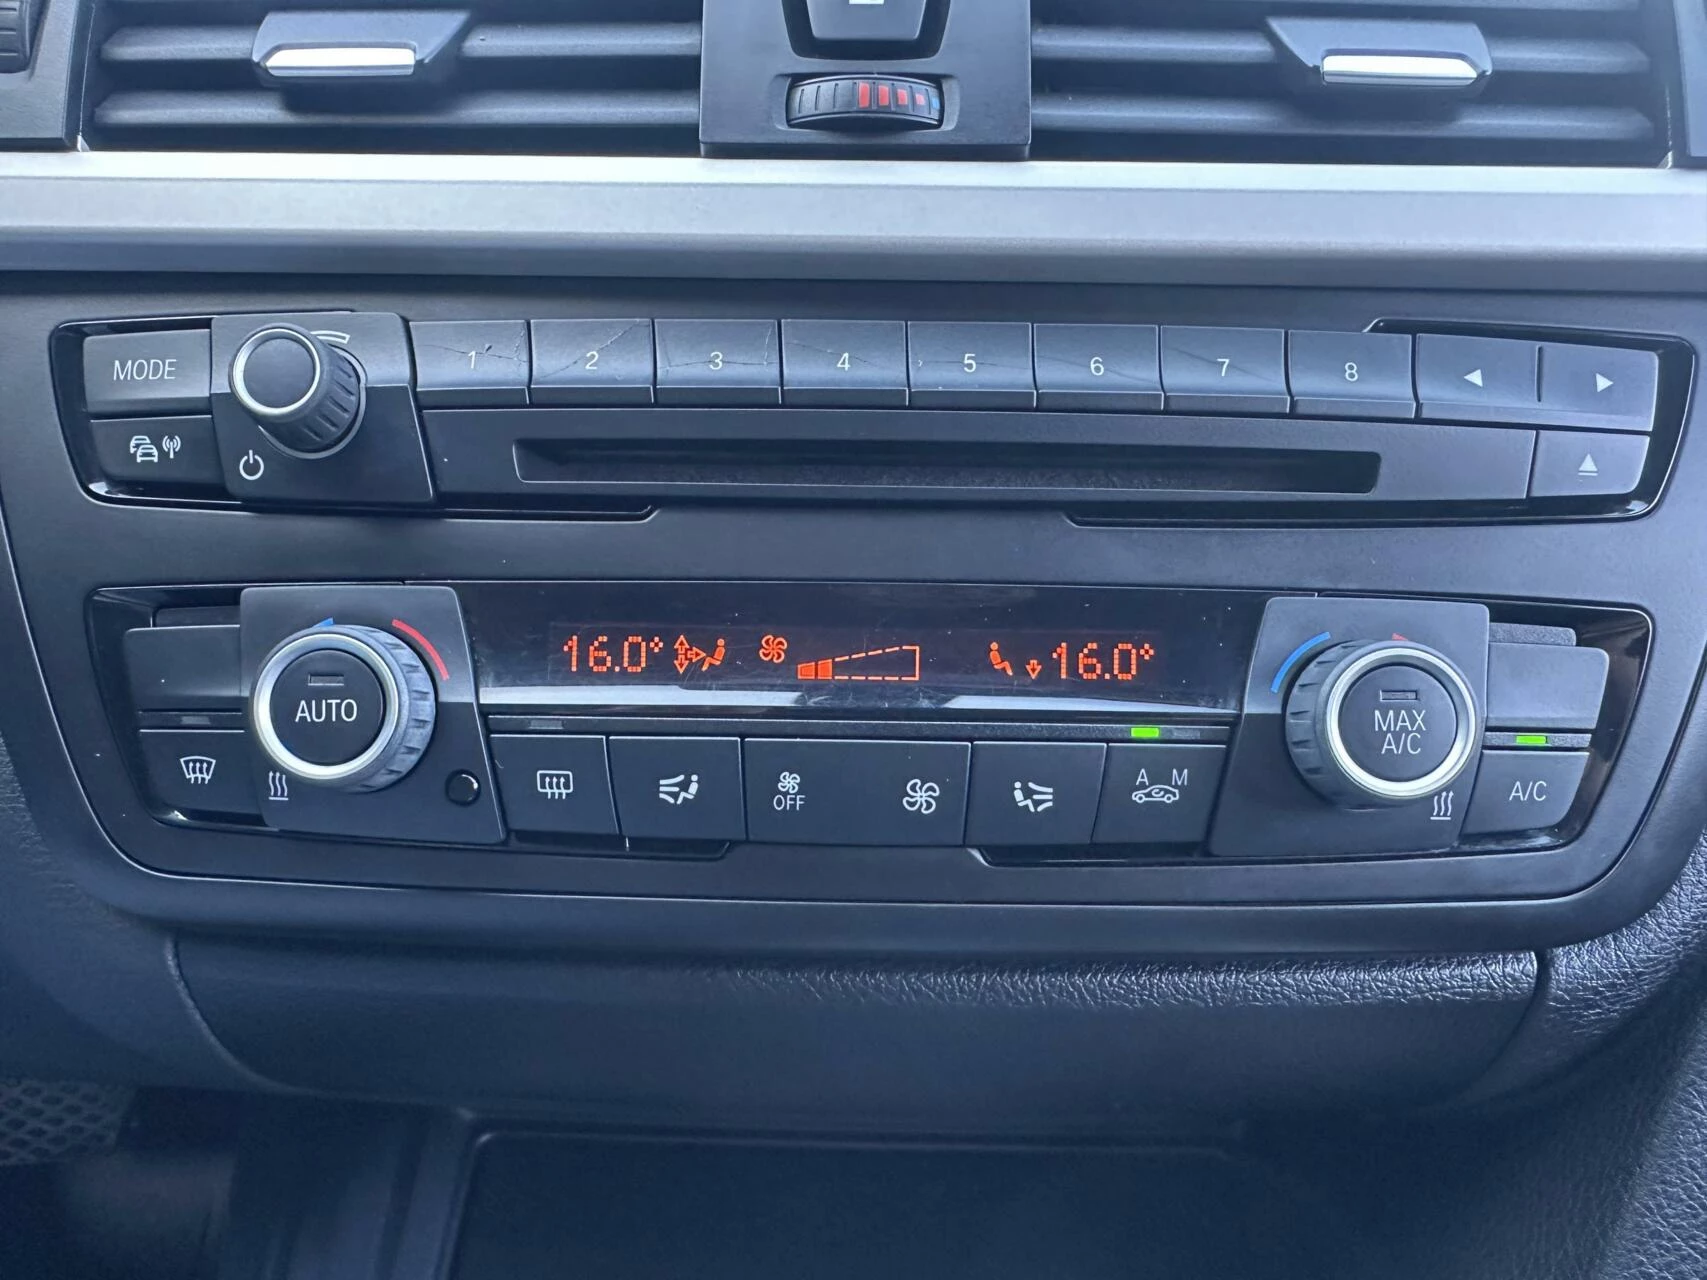 MODE
1 2 3 4 5 6 7 8
16.0° 16.0°
AUTO
MAX
A/C
OFF
A M
A/C